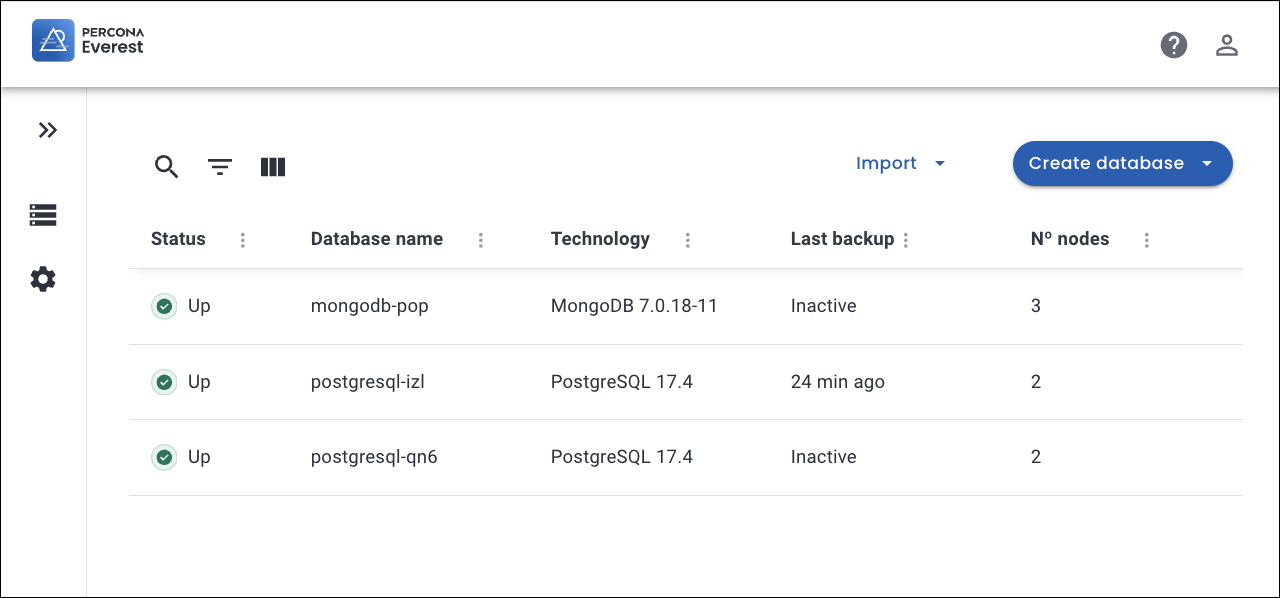 PERCONA
Everest
Import
Create database
Status
Database name
Technology
Last backup
Nº nodes
Up
mongodb-pop
MongoDB 7.0.18-11
Inactive
3
Up
postgresql-izl
PostgreSQL 17.4
24 min ago
2
Up
postgresql-qn6
PostgreSQL 17.4
Inactive
2